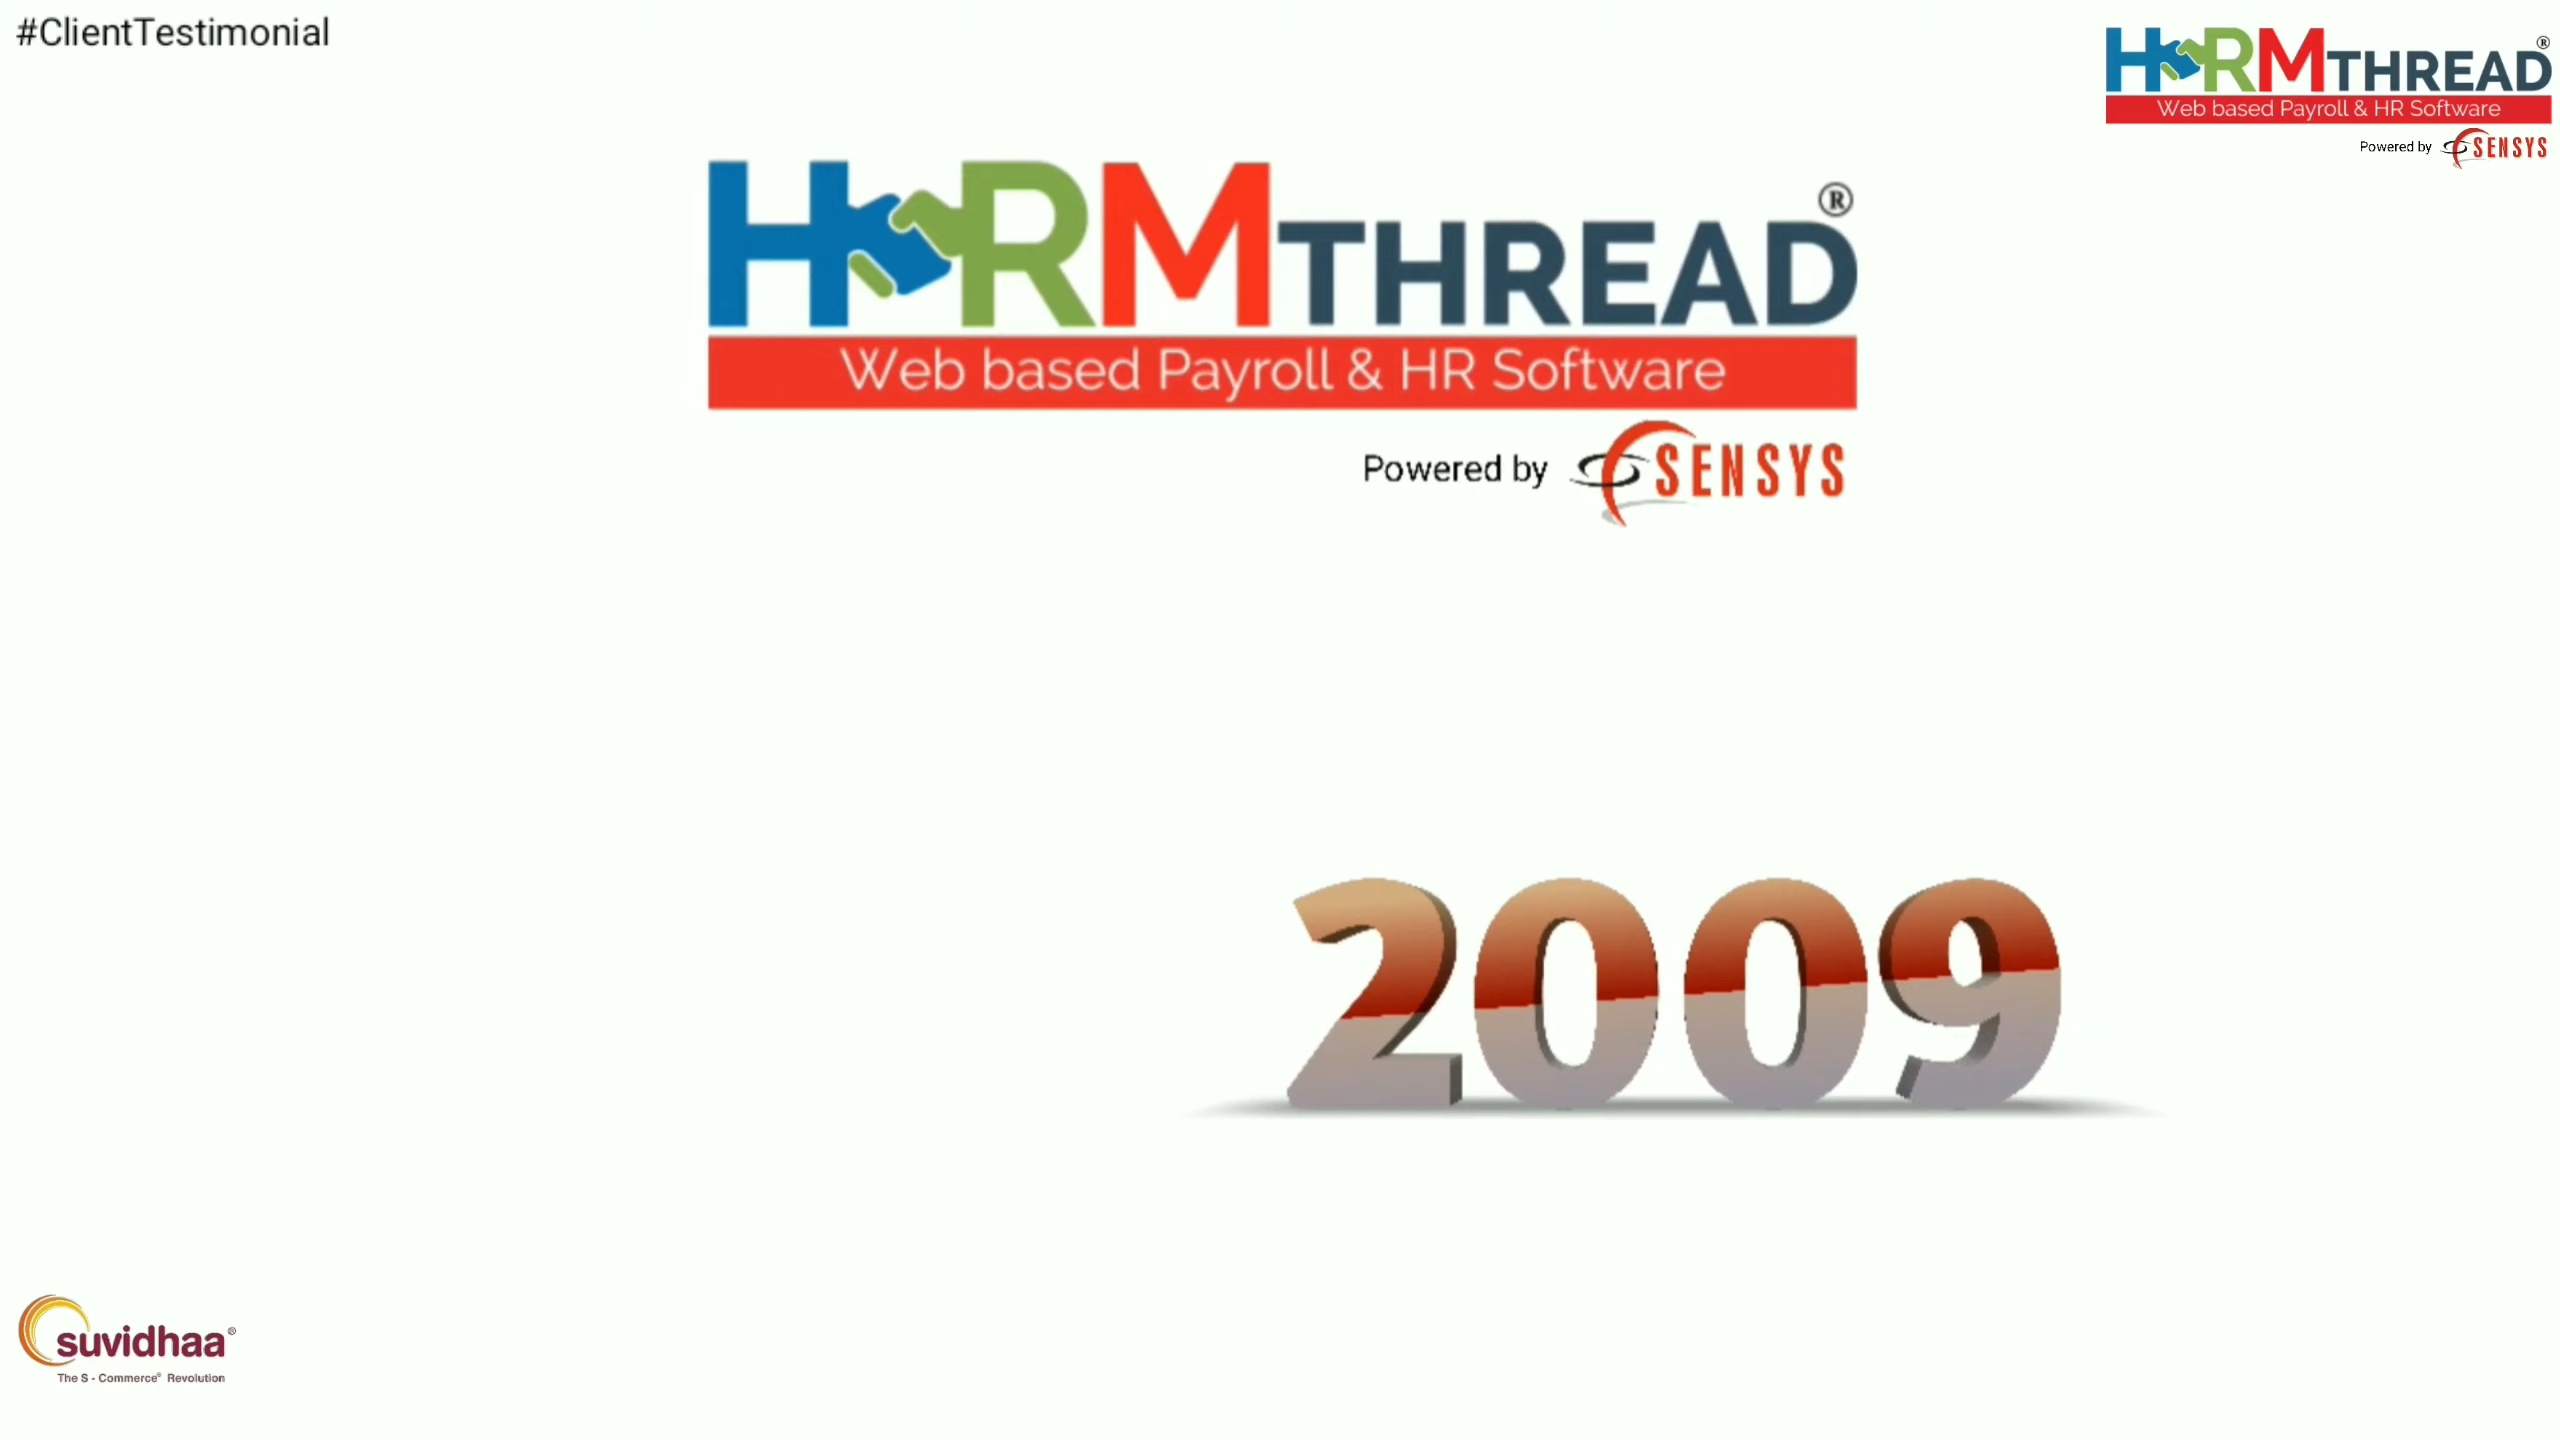 #ClientTestimonial
HRMTHREAD®
Web based Payroll & HR Software
Powered by SENSYS
HRMTHREAD®
Web based Payroll & HR Software
Powered by SENSYS
2009
suvidhaa®
The S - Commerce® Revolution